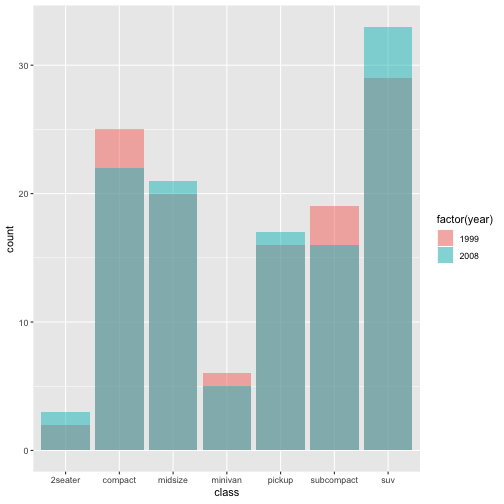 count
30
20
10
0
2seater compact midsize minivan pickup subcompact suv
class
factor(year)
1999
2008